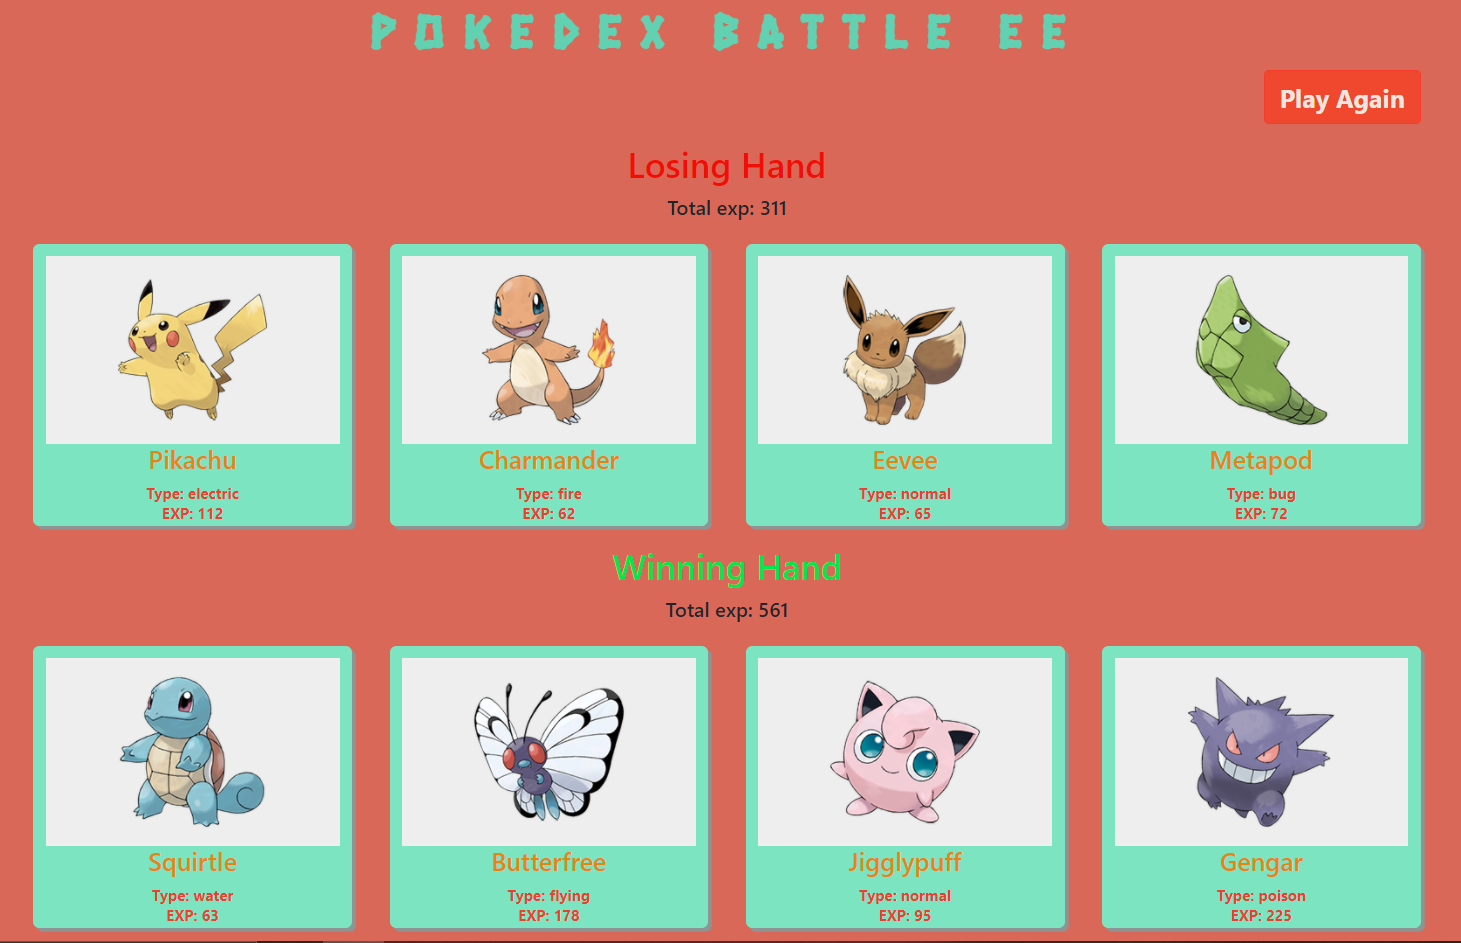 POKEDEX BATTLE EE
Play Again
Losing Hand
Total exp: 311
Pikachu
Type: electric
EXP: 112
Charmander
Type: fire
EXP: 62
Eevee
Type: normal
EXP: 65
Metapod
Type: bug
EXP: 72
Winning Hand
Total exp: 561
Squirtle
Type: water
EXP: 63
Butterfree
Type: flying
EXP: 178
Jigglypuff
Type: normal
EXP: 95
Gengar
Type: poison
EXP: 225